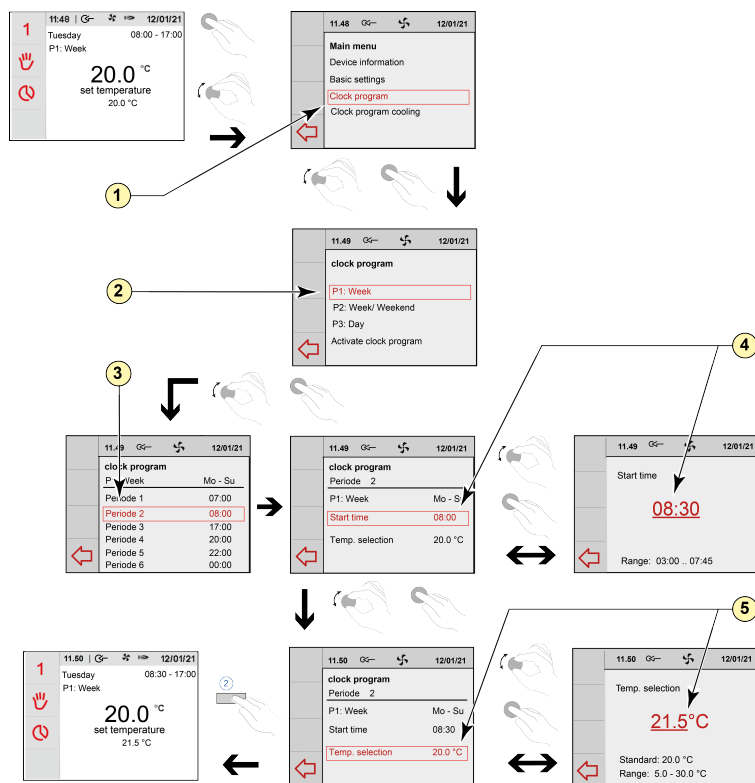 11:48 12/01/21
1
Tuesday 08:00 - 17:00
P1: Week
20.0 °C
set temperature
20.0 °C
11.48 12/01/21
Main menu
Device information
Basic settings
Clock program
Clock program cooling
1
11.49 12/01/21
clock program
P1: Week
P2: Week/ Weekend
P3: Day
Activate clock program
2
3
4
11.49 12/01/21
clock program
Week Mo - Su
Periode 1 07:00
Periode 2 08:00
Periode 3 17:00
Periode 4 20:00
Periode 5 22:00
Periode 6 00:00
11.49 12/01/21
clock program
Periode 2
P1: Week Mo - Su
Start time 08:00
Temp. selection 20.0 °C
11.49 12/01/21
Start time
08:30
Range: 03:00 .. 07:45
5
11.50 12/01/21
1
Tuesday 08:30 - 17:00
P1: Week
20.0 °C
set temperature
21.5 °C
2
11.50 12/01/21
clock program
Periode 2
P1: Week Mo - Su
Start time 08:30
Temp. selection 20.0 °C
11.50 12/01/21
Temp. selection
21.5°C
Standard: 20.0 °C
Range: 5.0 - 30.0 °C